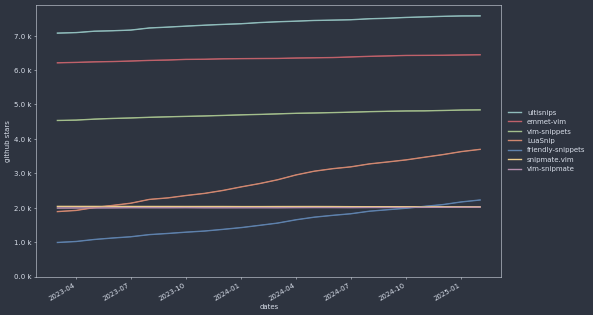 7.0 k
6.0 k
5.0 k
4.0 k
3.0 k
2.0 k
1.0 k
0.0 k
github stars
2023-04
2023-07
2023-10
2024-01
2024-04
2024-07
2024-10
2025-01
dates
ultisnips
emmet-vim
vim-snippets
LuaSnip
friendly-snippets
snipmate.vim
vim-snipmate